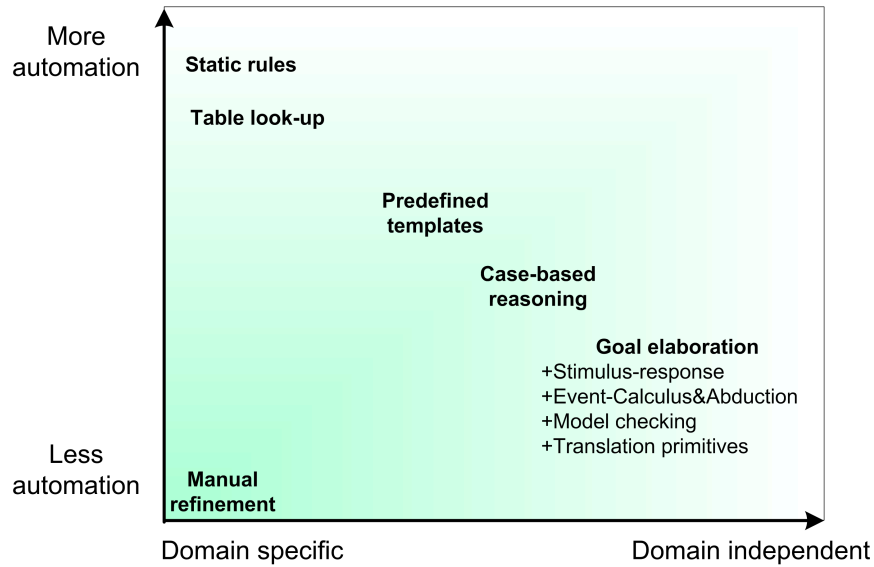 More
automation
Static rules
Table look-up
Predefined
templates
Case-based
reasoning
Goal elaboration
+Stimulus-response
+Event-Calculus&Abduction
+Model checking
+Translation primitives
Less
automation
Manual
refinement
Domain specific
Domain independent